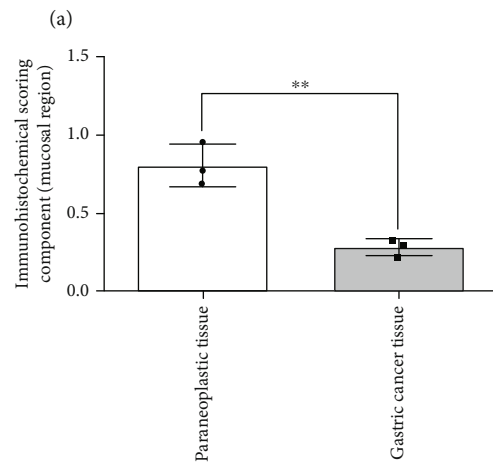 (a)
Immunohistochemical scoring
component (mucosal region)
1.5
1.0
0.5
0.0
**
Paraneoplastic tissue
Gastric cancer tissue